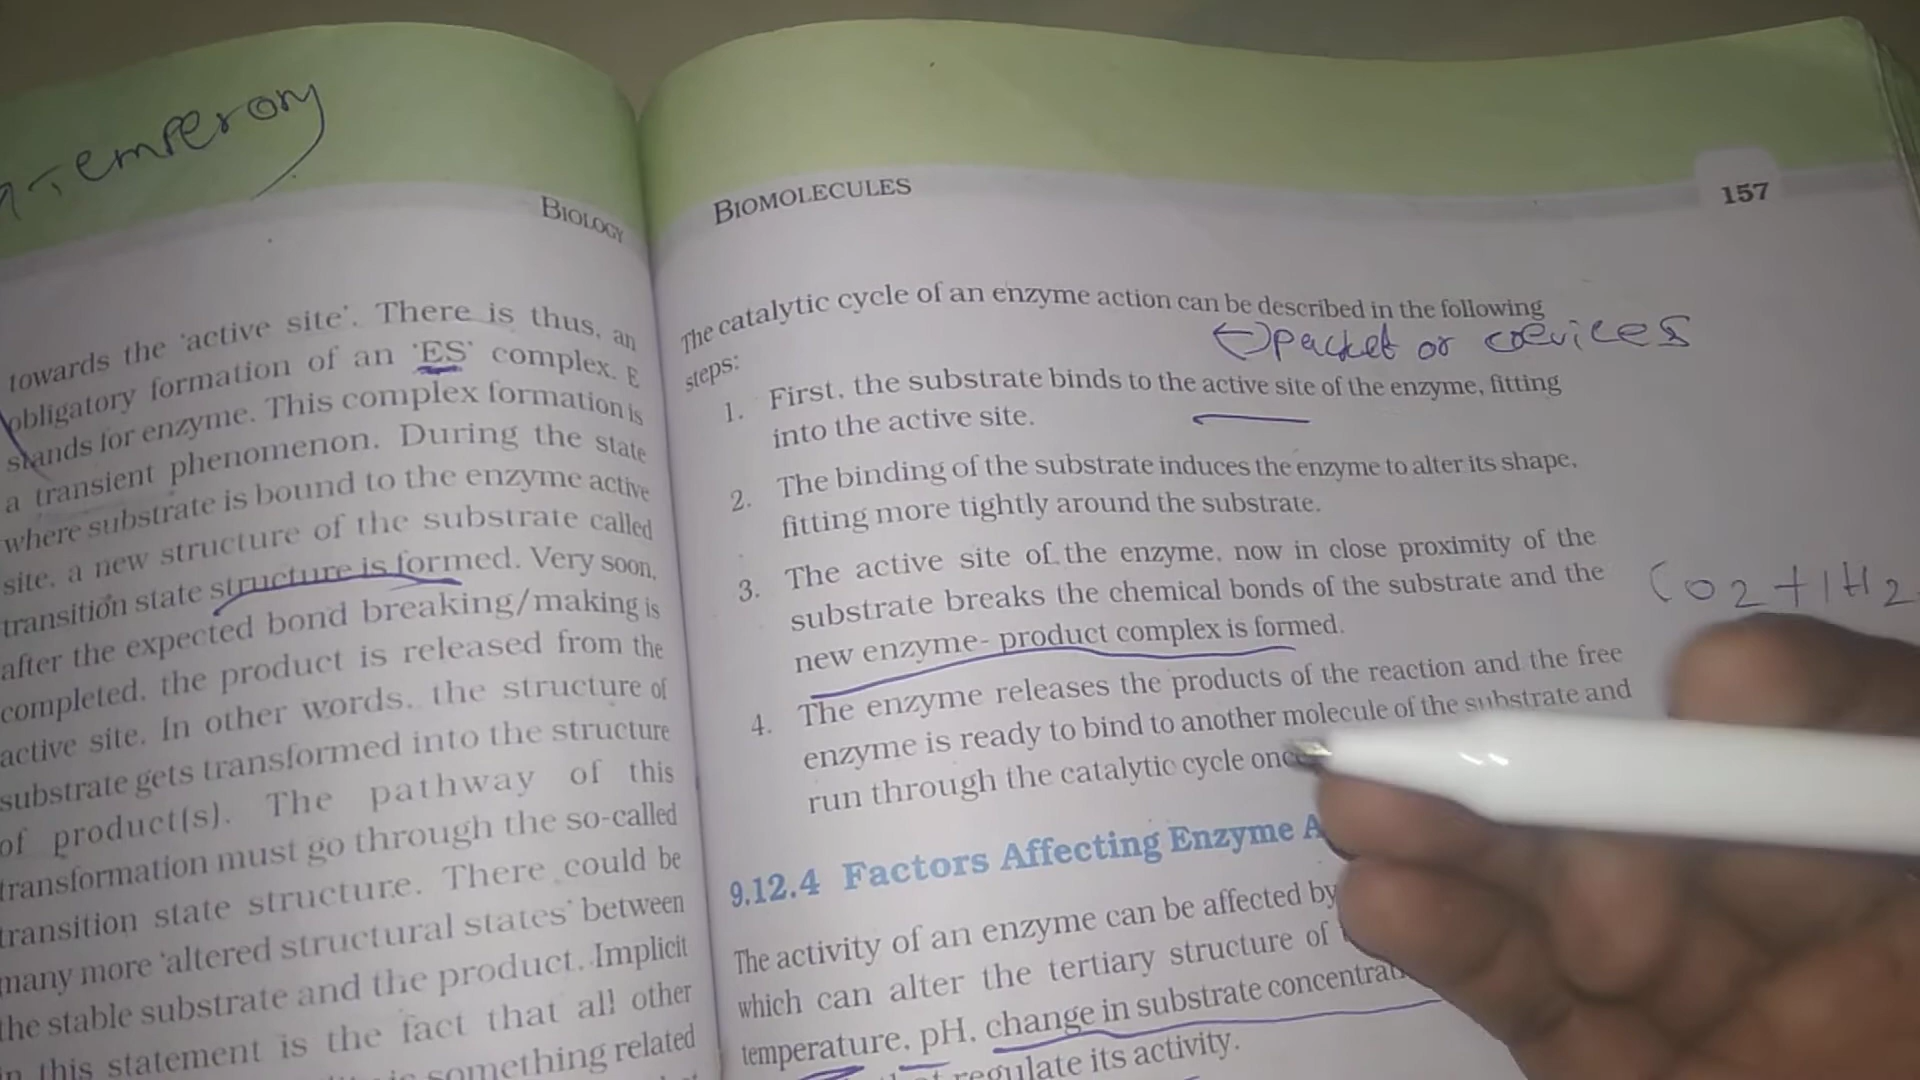 Temperory
BIOLOGY
towards the 'active site'. There is thus, an
obligatory formation of an 'ES' complex. E
stands for enzyme. This complex formation is
a transient phenomenon. During the state
where substrate is bound to the enzyme active
site, a new structure of the substrate called
transition state structure is formed. Very soon,
after the expected bond breaking/making is
completed, the product is released from the
active site. In other words, the structure of
substrate gets transformed into the structure
of product(s). The pathway of this
transformation must go through the so-called
transition state structure. There could be
many more 'altered structural states' between
the stable substrate and the product. Implicit
in this statement is the fact that all other
something related
BIOMOLECULES
157
The catalytic cycle of an enzyme action can be described in the following
steps:
packet or crevices
1. First, the substrate binds to the active site of the enzyme, fitting
into the active site.
2. The binding of the substrate induces the enzyme to alter its shape,
fitting more tightly around the substrate.
3. The active site of the enzyme, now in close proximity of the
substrate breaks the chemical bonds of the substrate and the
new enzyme- product complex is formed.
CO2+H2
4. The enzyme releases the products of the reaction and the free
enzyme is ready to bind to another molecule of the substrate and
run through the catalytic cycle
9.12.4 Factors Affecting Enzyme
The activity of an enzyme can be affected by
which can alter the tertiary structure of
temperature, pH, change in substrate
regulate its activity.